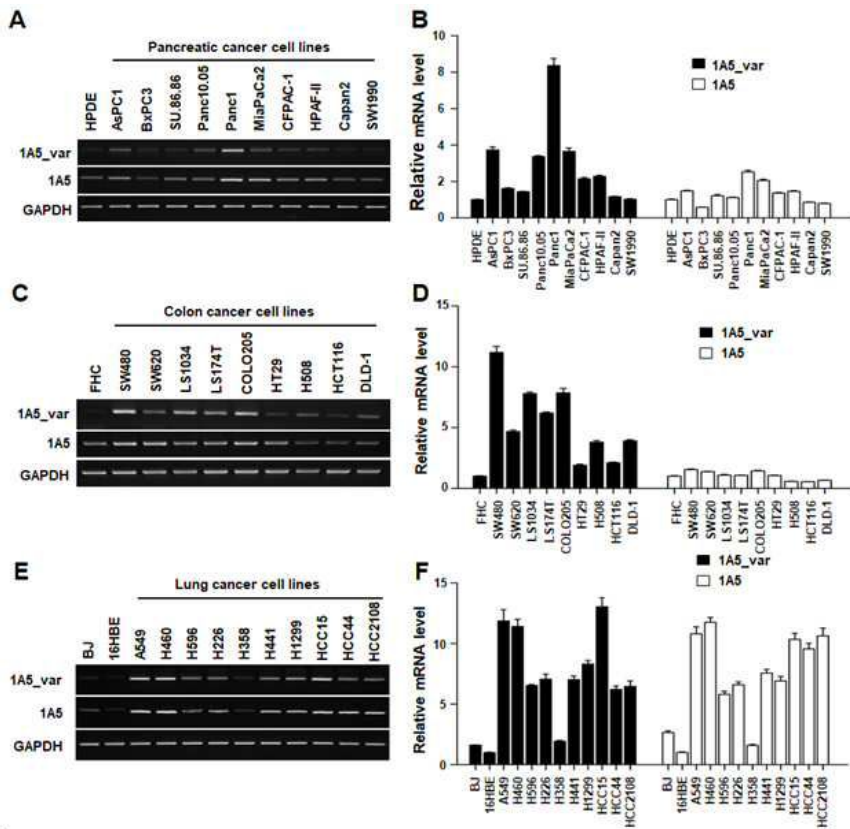 A
Pancreatic cancer cell lines
HPDE
AsPC1
BxPC3
SU.86.86
Panc10.05
Panc1
MiaPaCa2
CFPAC-1
HPAF-II
Capan2
SW1990
1A5_var
1A5
GAPDH
B
Relative mRNA level
10
8
6
4
2
0
1A5_var
1A5
HPDE
AsPC1
BxPC3
SU.86.86
Panc10.05
Panc1
MiaPaCa2
CFPAC-1
HPAF-II
Capan2
SW1990
HPDE
AsPC1
BxPC3
SU.86.86
Panc10.05
Panc1
MiaPaCa2
CFPAC-1
HPAF-II
Capan2
SW1990
C
Colon cancer cell lines
FHC
SW480
SW620
LS1034
LS174T
COLO205
HT29
H508
HCT116
DLD-1
1A5_var
1A5
GAPDH
D
Relative mRNA level
15
10
5
0
1A5_var
1A5
FHC
SW480
SW620
LS1034
LS174T
COLO205
HT29
H508
HCT116
DLD-1
FHC
SW480
SW620
LS1034
LS174T
COLO205
HT29
H508
HCT116
DLD-1
E
Lung cancer cell lines
BJ
16HBE
A549
H460
H596
H226
H358
H441
H1299
HCC15
HCC44
HCC2108
1A5_var
1A5
GAPDH
F
Relative mRNA level
15
10
5
0
1A5_var
1A5
BJ
16HBE
A549
H460
H596
H226
H358
H441
H1299
HCC15
HCC44
HCC2108
BJ
16HBE
A549
H460
H596
H226
H358
H441
H1299
HCC15
HCC44
HCC2108